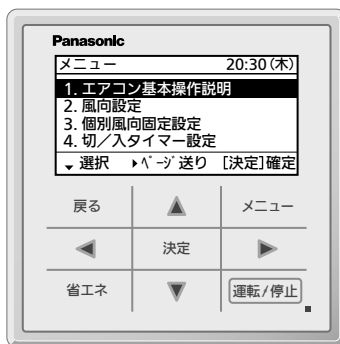 Panasonic
メニュー 20:30(木)
1. エアコン基本操作説明
2. 風向設定
3. 個別風向固定設定
4. 切／入タイマー設定
選択 ﾍﾟｰｼﾞ送り [決定]確定
戻る メニュー
決定
省エネ 運転/停止